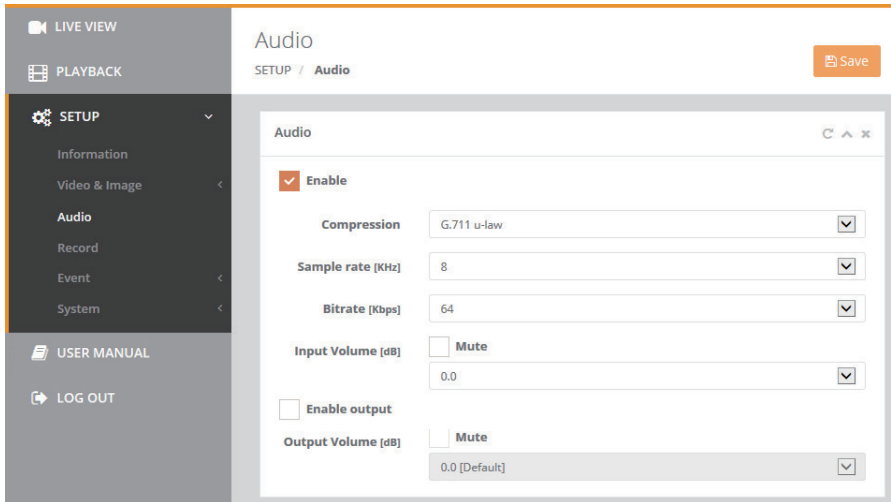 LIVE VIEW
PLAYBACK
SETUP
Information
Video & Image
Audio
Record
Event
System
USER MANUAL
LOG OUT
Audio
SETUP / Audio
Save
Audio
Enable
Compression G.711 u-law
Sample rate [KHz] 8
Bitrate [Kbps] 64
Input Volume [dB] Mute
0.0
Enable output
Output Volume [dB] Mute
0.0 [Default]